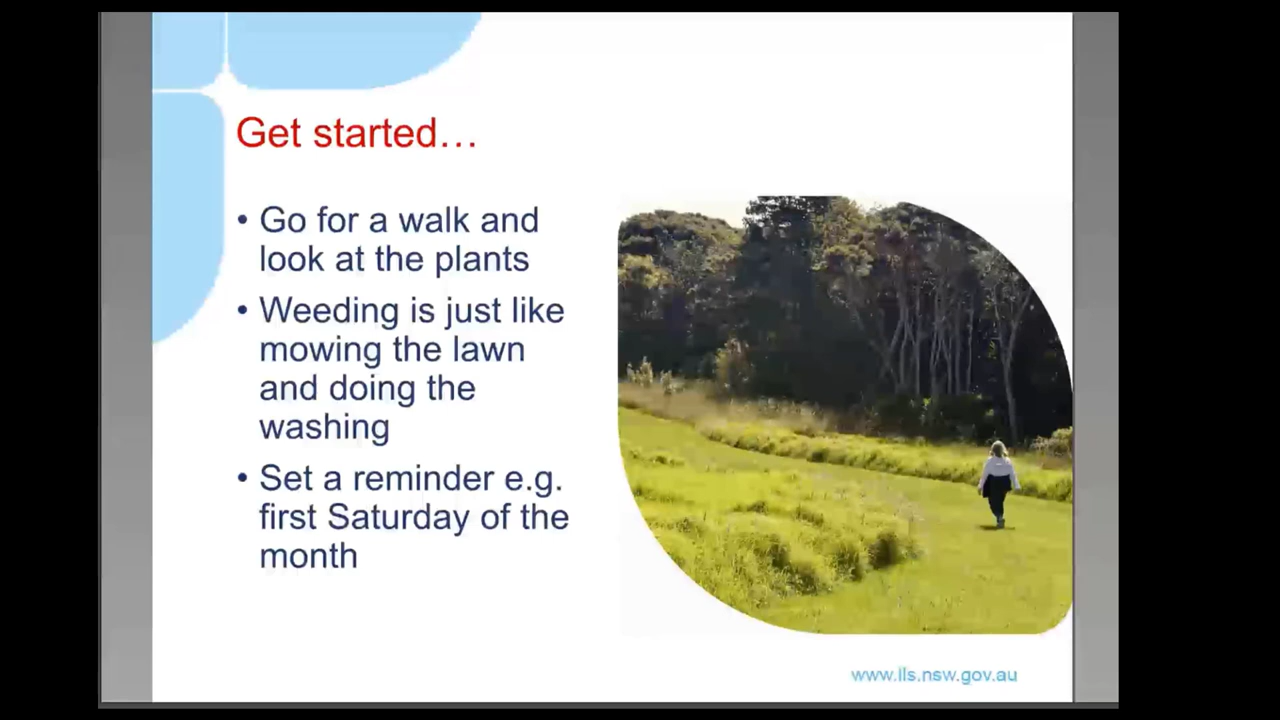 Get started…
• Go for a walk and
look at the plants
• Weeding is just like
mowing the lawn
and doing the
washing
• Set a reminder e.g.
first Saturday of the
month
www.lls.nsw.gov.au